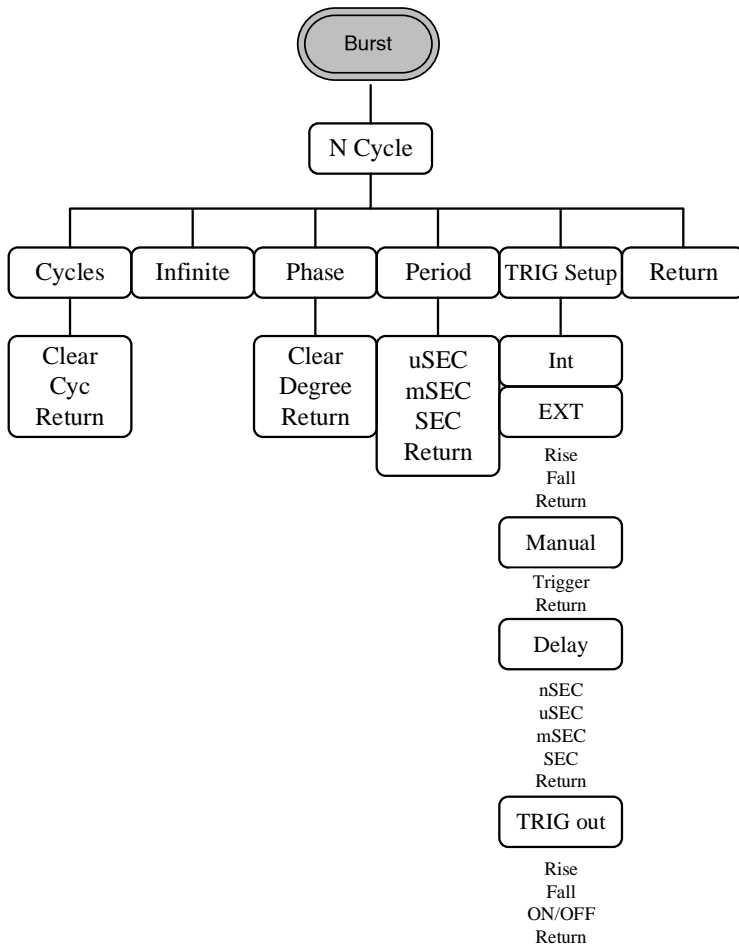 Burst
N Cycle
Cycles
Infinite
Phase
Period
TRIG Setup
Return
Clear
Cyc
Return
Clear
Degree
Return
uSEC
mSEC
SEC
Return
Int
EXT
Rise
Fall
Return
Manual
Trigger
Return
Delay
nSEC
uSEC
mSEC
SEC
Return
TRIG out
Rise
Fall
ON/OFF
Return